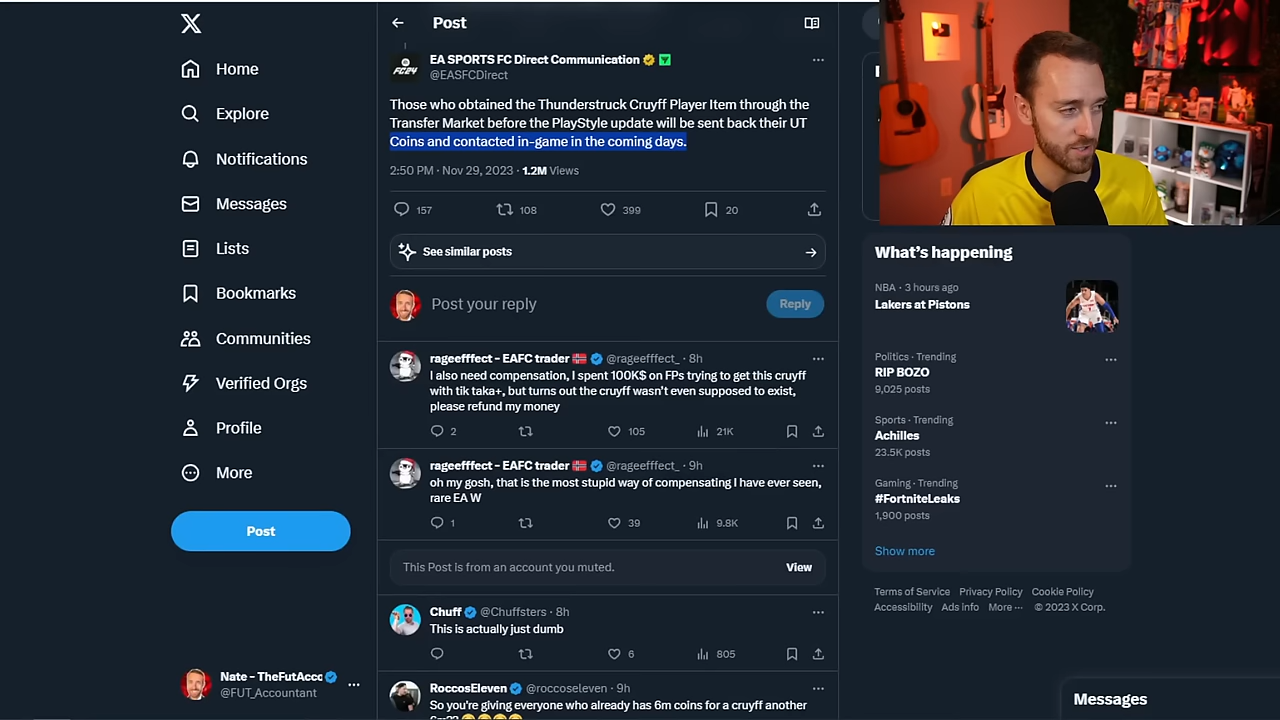 Home
Explore
Notifications
Messages
Lists
Bookmarks
Communities
Verified Orgs
Profile
More
Post
Nate - TheFutAccc
@FUT_Accountant
Post
FC24
EA SPORTS FC Direct Communication
@EASFCDirect
Those who obtained the Thunderstruck Cruyff Player Item through the
Transfer Market before the PlayStyle update will be sent back their UT
Coins and contacted in-game in the coming days.
2:50 PM · Nov 29, 2023 · 1.2M Views
157 108 399 20
See similar posts
Post your reply
Reply
rageefffect - EAFC trader @rageefffect_ · 8h
I also need compensation, I spent 100K$ on FPs trying to get this cruyff
with tik taka+, but turns out the cruyff wasn't even supposed to exist,
please refund my money
2 105 21K
rageefffect - EAFC trader @rageefffect_ · 9h
oh my gosh, that is the most stupid way of compensating I have ever seen,
rare EA W
1 39 9.8K
This Post is from an account you muted.
View
Chuff @Chuffsters · 8h
This is actually just dumb
6 805
RoccosEleven @roccoseleven · 9h
So you're giving everyone who already has 6m coins for a cruyff another
6m??
What's happening
NBA · 3 hours ago
Lakers at Pistons
Politics · Trending
RIP BOZO
9,025 posts
Sports · Trending
Achilles
23.5K posts
Gaming · Trending
#FortniteLeaks
1,900 posts
Show more
Terms of Service Privacy Policy Cookie Policy
Accessibility Ads info More ··· © 2023 X Corp.
Messages